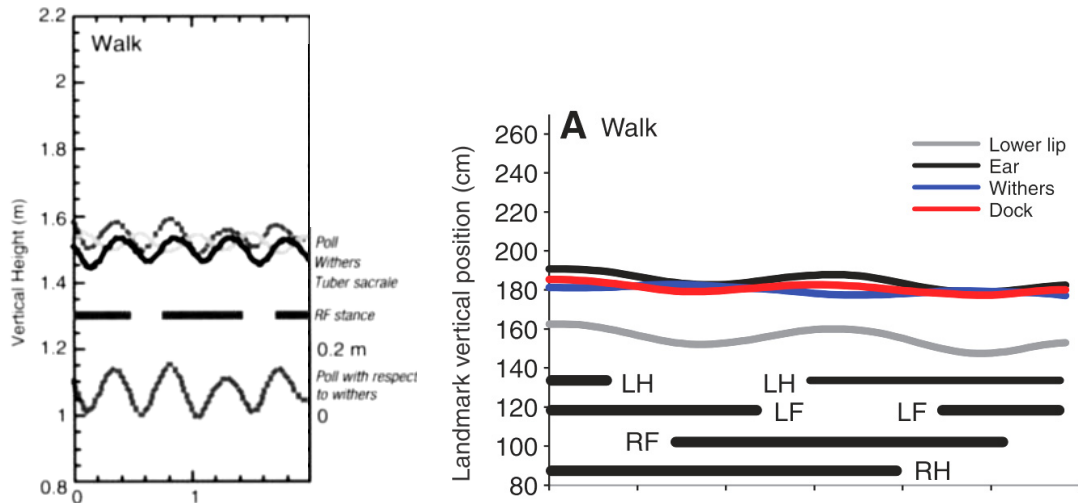 2.2
Walk
2
1.8
1.6
Poll
Withers
Tuber sacraie
1.4
RF stance
0.2 m
1.2
Poll with respect
to withers
0
1
0.8
0
1
Vertical Height (m)
A Walk
260
Lower lip
240
Ear
Withers
220
Dock
200
180
160
140
LH
LH
120
LF
LF
RF
100
RH
80
Landmark vertical position (cm)